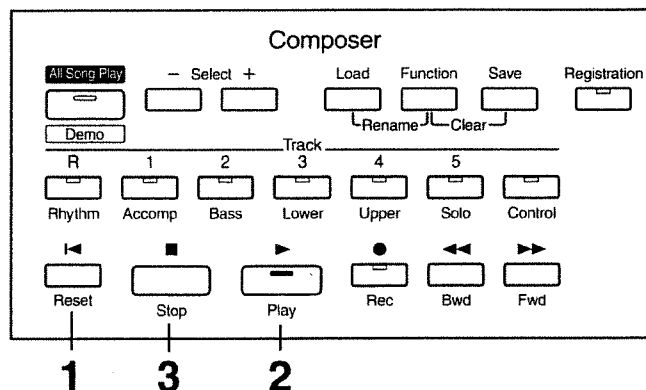 Composer
All Song Play − Select + Load Function Save Registration
Demo Rename Clear
Track
R 1 2 3 4 5
Rhythm Accomp Bass Lower Upper Solo Control
Reset Stop Play Rec Bwd Fwd
1 3 2